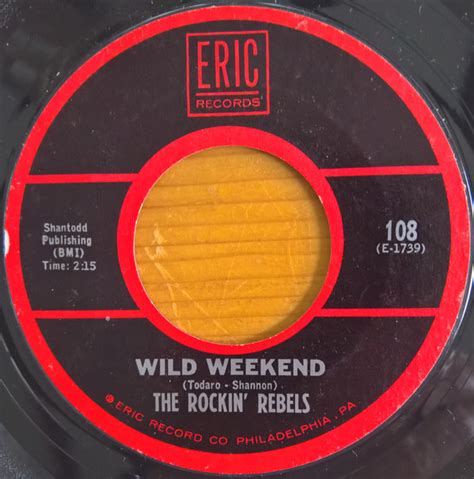 ERIC
RECORDS
Shantodd
Publishing
(BMI)
Time: 2:15
108
(E-1739)
WILD WEEKEND
(Todaro - Shannon)
THE ROCKIN' REBELS
℗ ERIC RECORD CO. PHILADELPHIA, PA.